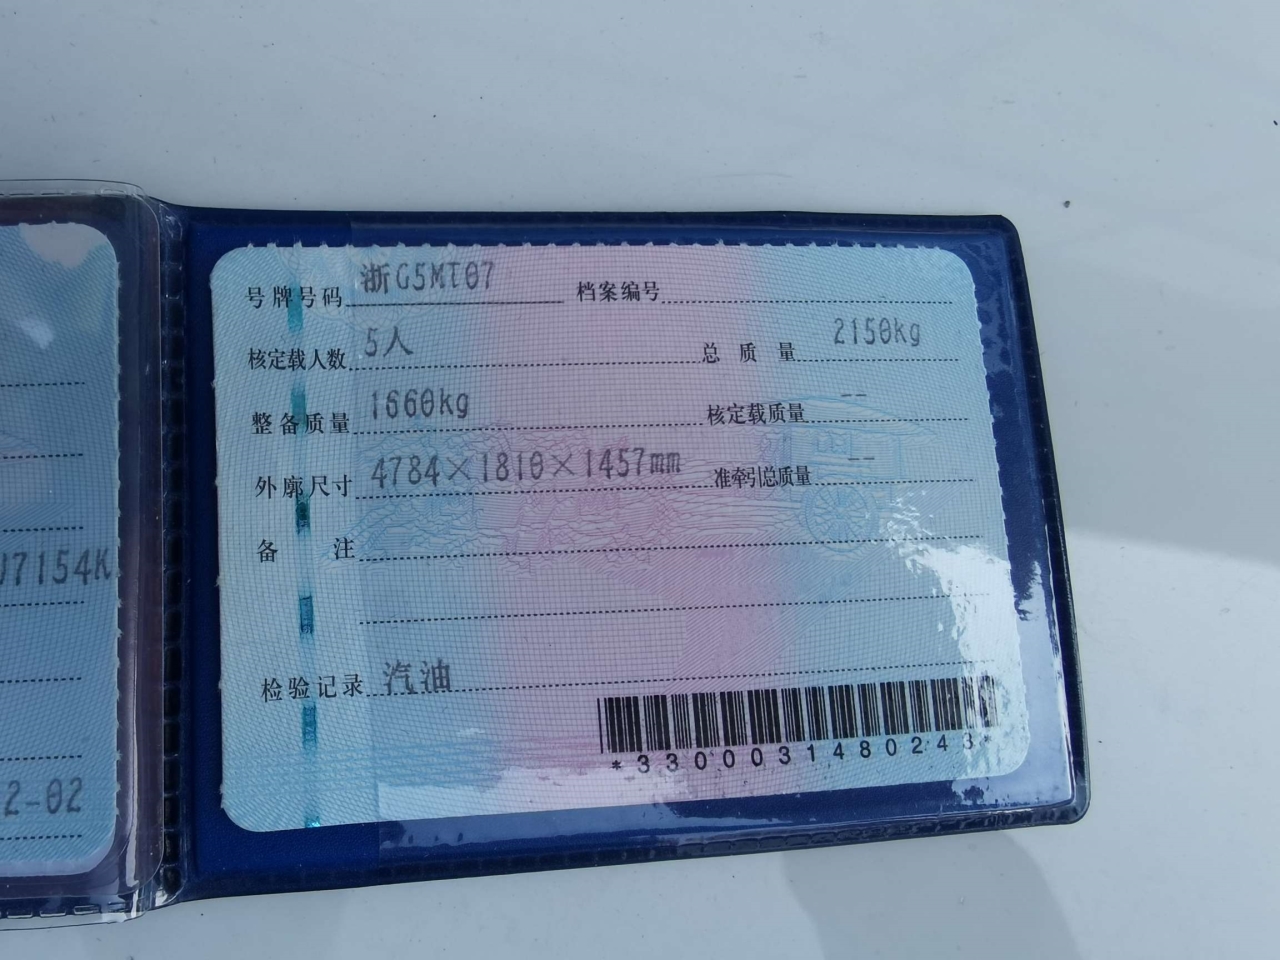 号牌号码 浙G5MT07 档案编号
核定载人数 5人 总质量 2150kg
整备质量 1660kg 核定载质量 --
外廓尺寸 4784×1810×1457mm 准牵引总质量 --
备注
J7154K
检验记录 汽油
*3300031480243*
2-02